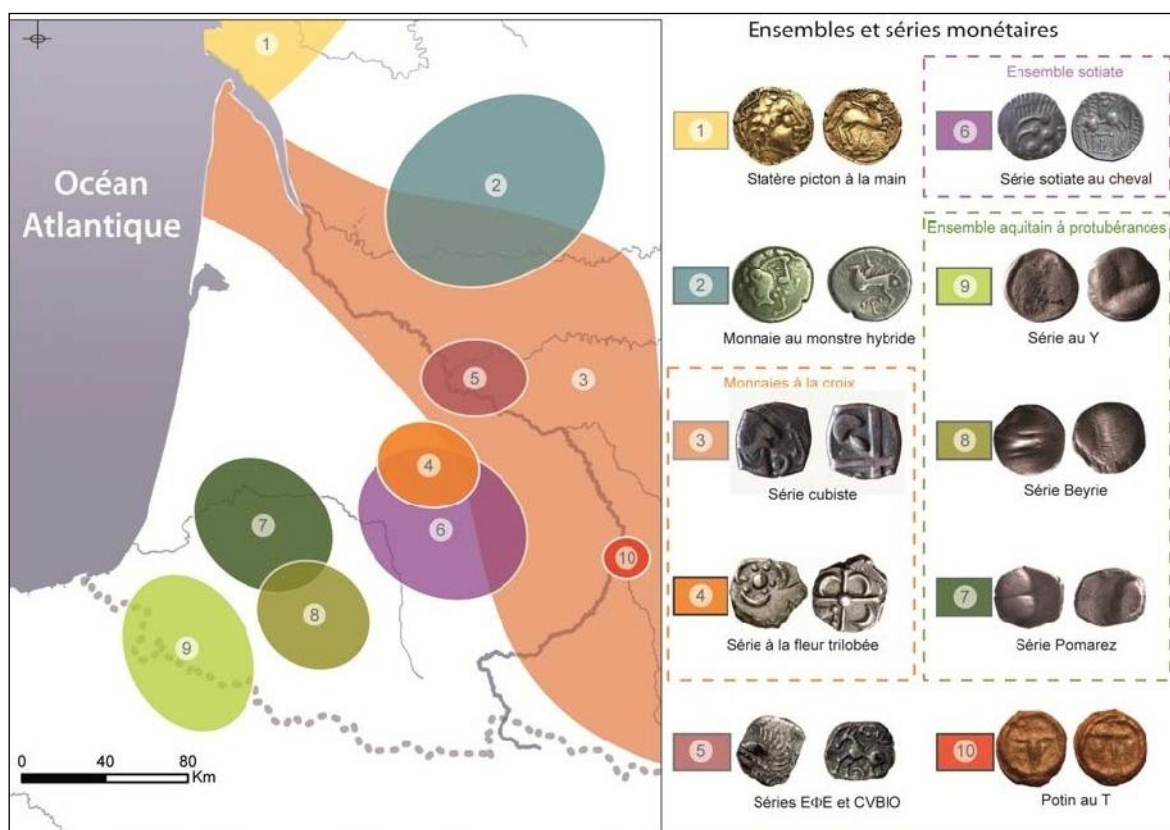 1
2
3
4
5
6
7
8
9
10
Océan
Atlantique
0 40 80
Km
Ensembles et séries monétaires
1
Statère picton à la main
2
Monnaie au monstre hybride
Monnaies à la croix
3
Série cubiste
4
Série à la fleur trilobée
5
Séries EΦE et CVBIO
Ensemble sotiate
6
Série sotiate au cheval
Ensemble aquitain à protubérances
9
Série au Y
8
Série Beyrie
7
Série Pomarez
10
Potin au T